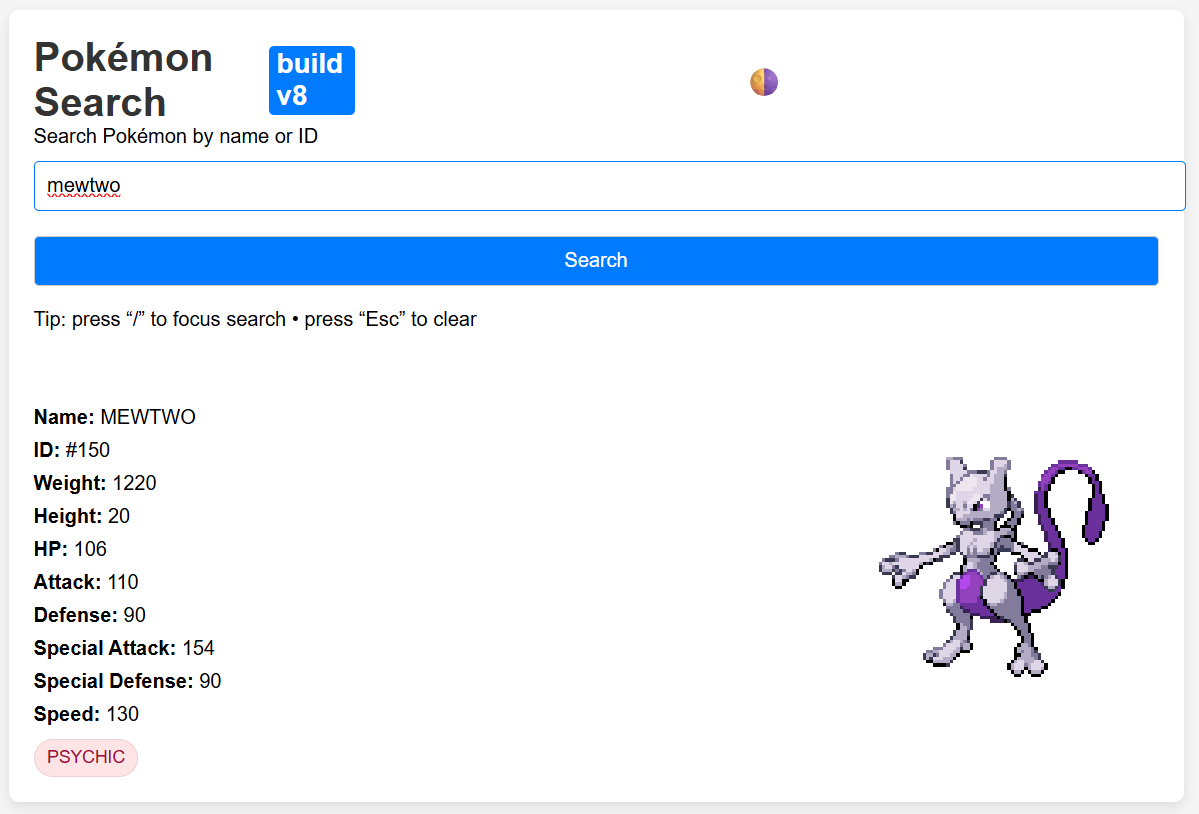 Pokémon
Search
build
v8
Search Pokémon by name or ID
mewtwo
Search
Tip: press “/” to focus search • press “Esc” to clear
Name: MEWTWO
ID: #150
Weight: 1220
Height: 20
HP: 106
Attack: 110
Defense: 90
Special Attack: 154
Special Defense: 90
Speed: 130
PSYCHIC